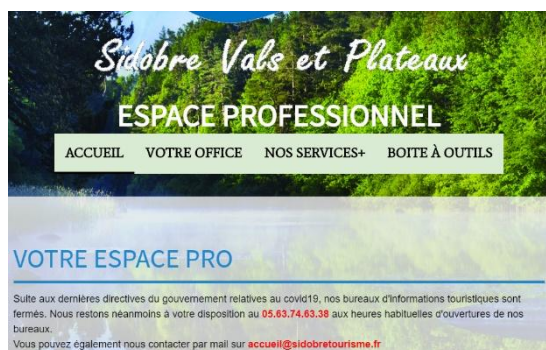 Sidobre Vals et Plateaux
ESPACE PROFESSIONNEL
ACCUEIL VOTRE OFFICE NOS SERVICES+ BOITE À OUTILS
VOTRE ESPACE PRO
Suite aux dernières directives du gouvernement relatives au covid19, nos bureaux d'informations touristiques sont
fermés. Nous restons néanmoins à votre disposition au 05.63.74.63.38 aux heures habituelles d'ouvertures de nos
bureaux.
Vous pouvez également nous contacter par mail sur accueil@sidobretourisme.fr